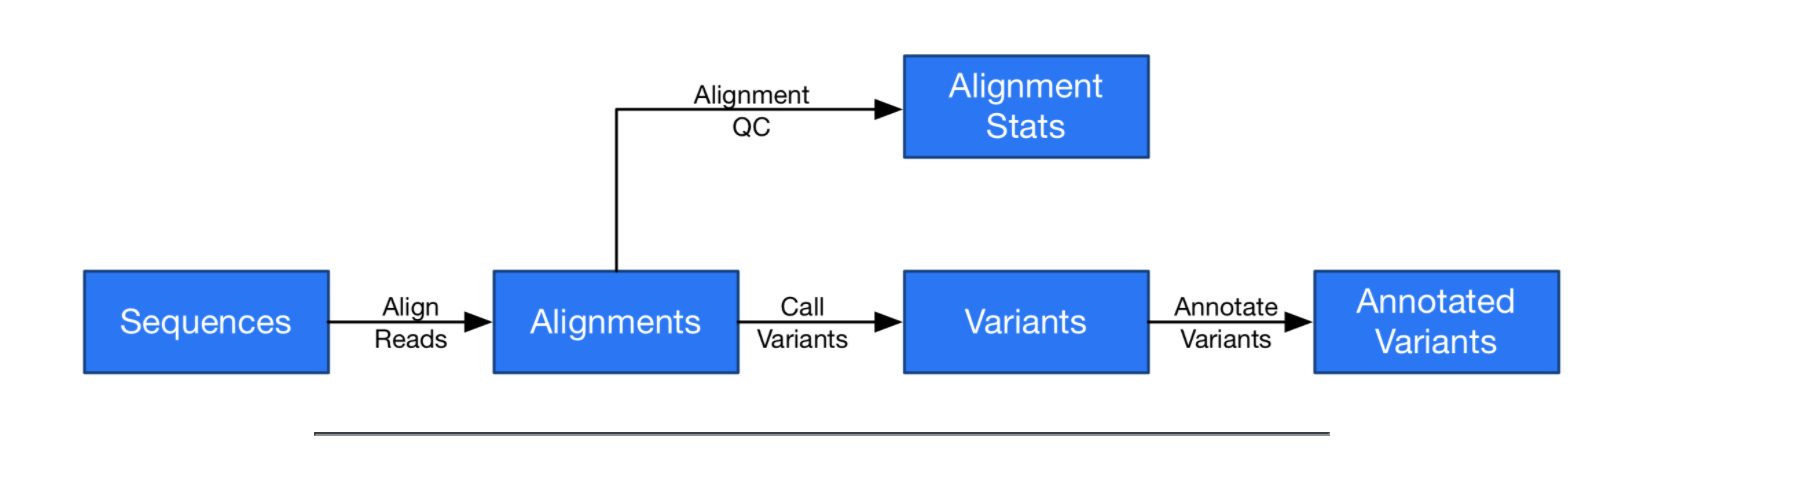 Alignment
QC
Alignment
Stats
Sequences
Align
Reads
Alignments
Call
Variants
Variants
Annotate
Variants
Annotated
Variants